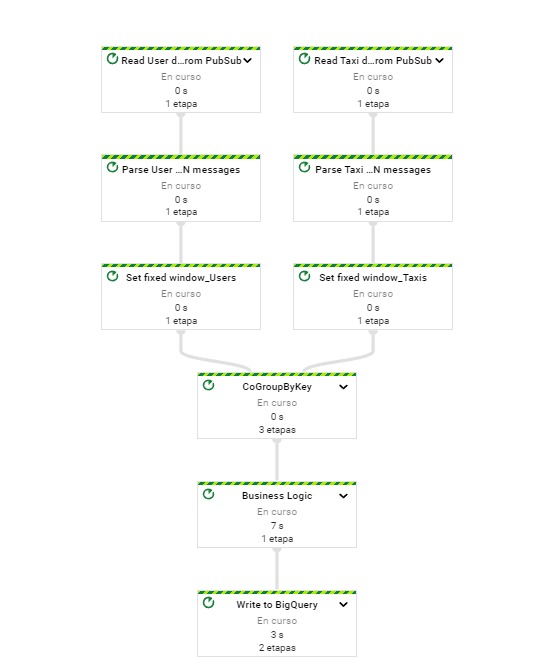 Read User d...rom PubSub
En curso
0 s
1 etapa
Read Taxi d...rom PubSub
En curso
0 s
1 etapa
Parse User ...N messages
En curso
0 s
1 etapa
Parse Taxi ...N messages
En curso
0 s
1 etapa
Set fixed window_Users
En curso
0 s
1 etapa
Set fixed window_Taxis
En curso
0 s
1 etapa
CoGroupByKey
En curso
0 s
3 etapas
Business Logic
En curso
7 s
1 etapa
Write to BigQuery
En curso
3 s
2 etapas